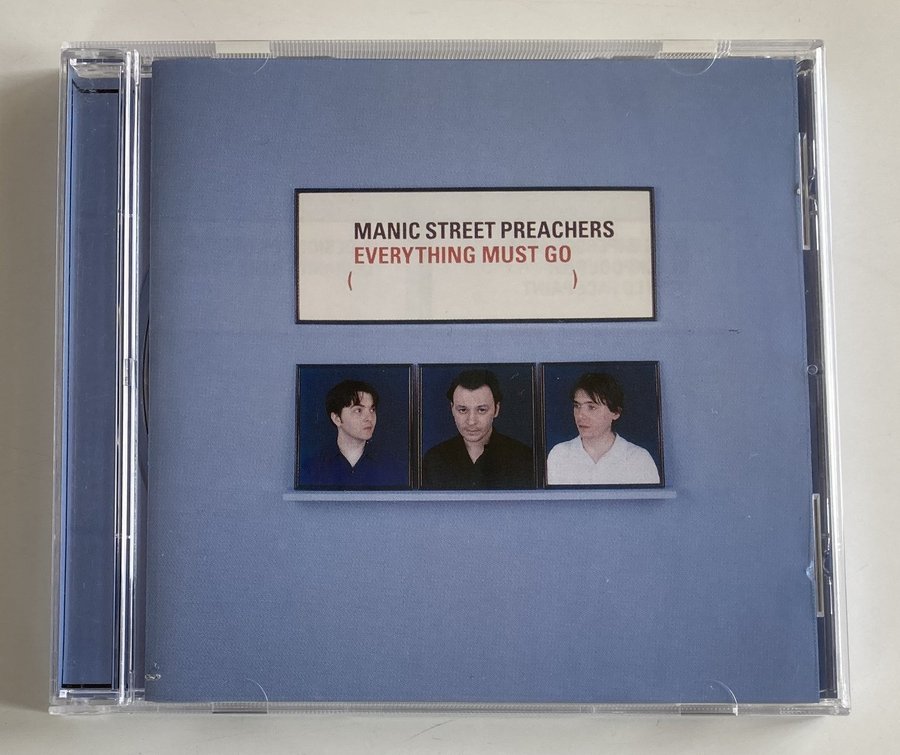 MANIC STREET PREACHERS
EVERYTHING MUST GO
( )